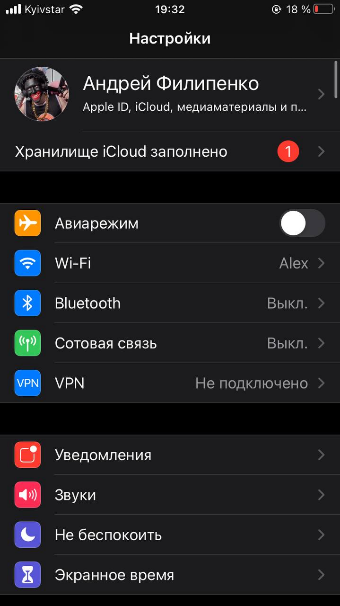 Kyivstar 19:32 18 %
Настройки
Андрей Филипенко
Apple ID, iCloud, медиаматериалы и п...
Хранилище iCloud заполнено 1
Авиарежим
Wi-Fi Alex
Bluetooth Выкл.
Сотовая связь Выкл.
VPN VPN Не подключено
Уведомления
Звуки
Не беспокоить
Экранное время